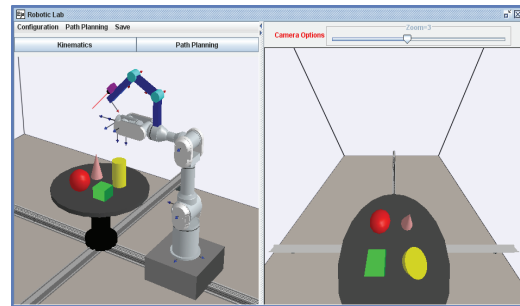 Robotic Lab
Configuration Path Planning Save
Kinematics Path Planning
Camera Options
Zoom=3